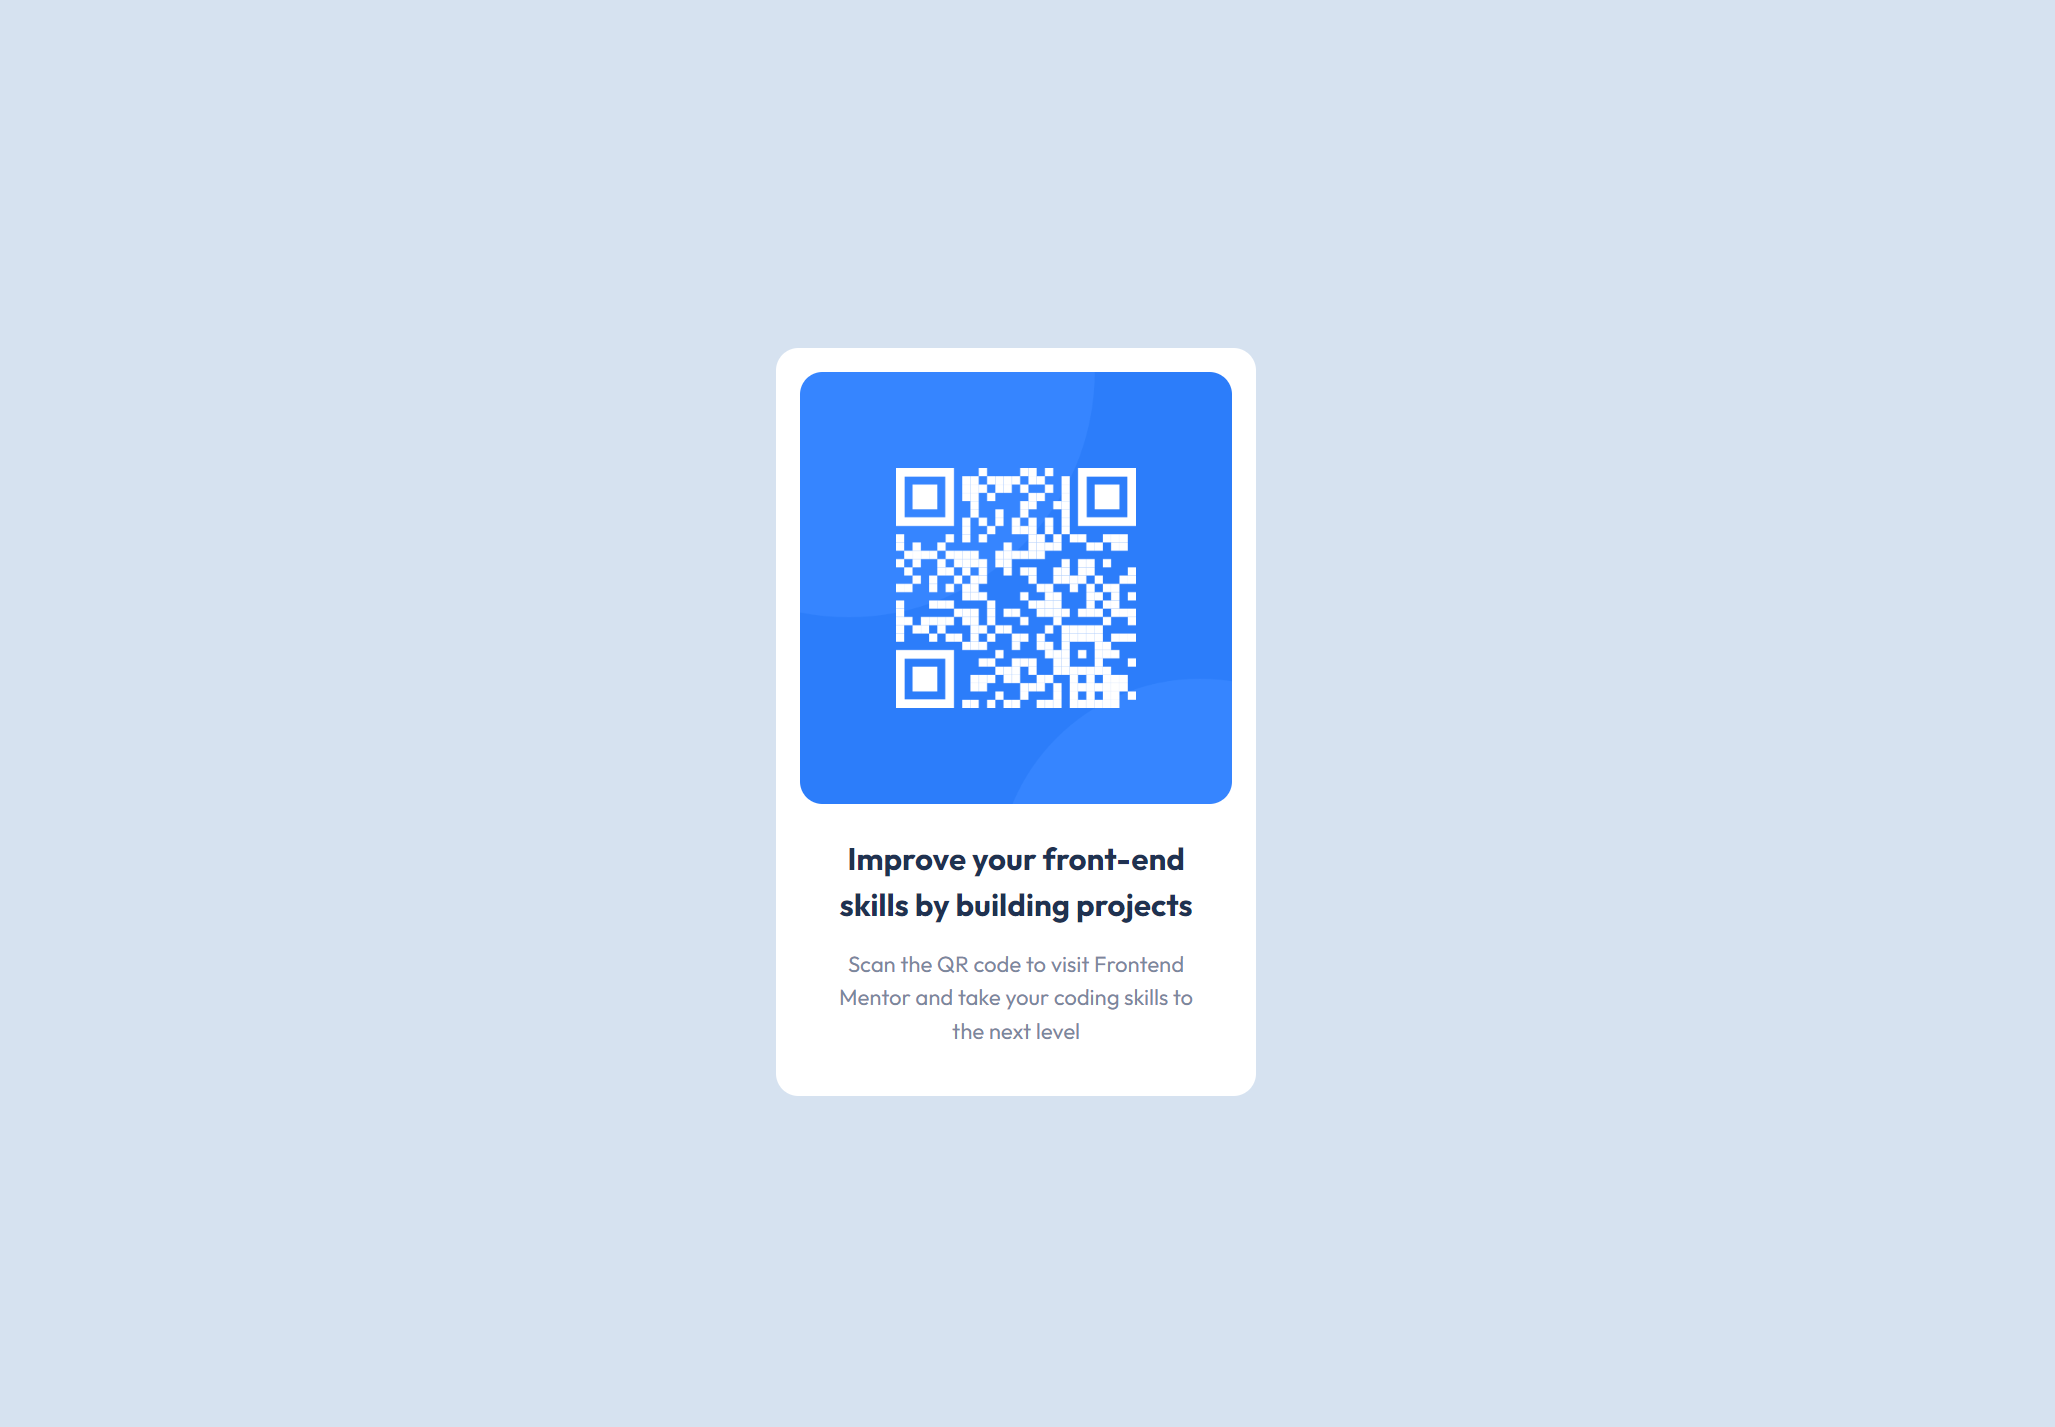 Improve your front-end
skills by building projects
Scan the QR code to visit Frontend
Mentor and take your coding skills to
the next level